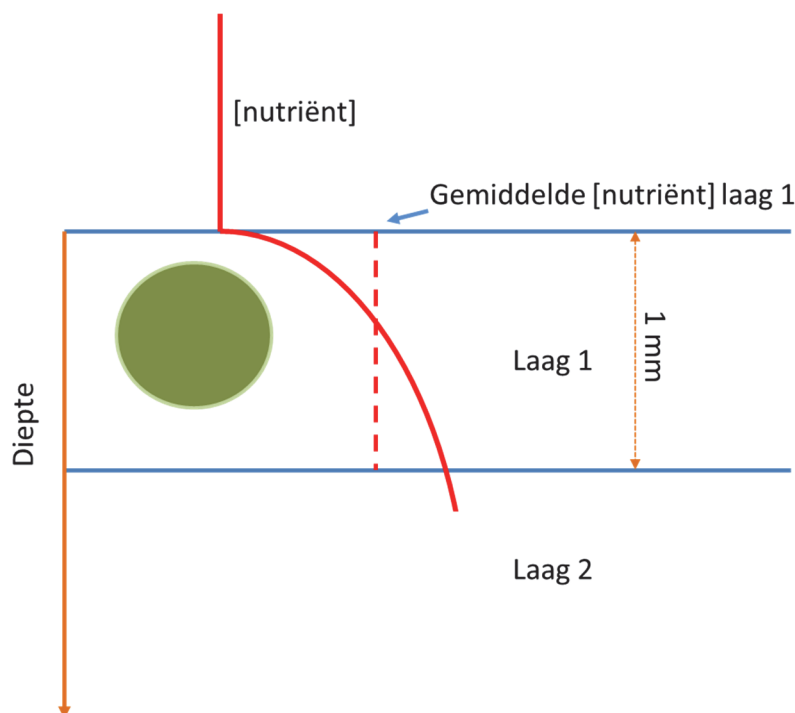 [nutriënt]
Gemiddelde [nutriënt] laag 1
1 mm
Laag 1
Diepte
Laag 2